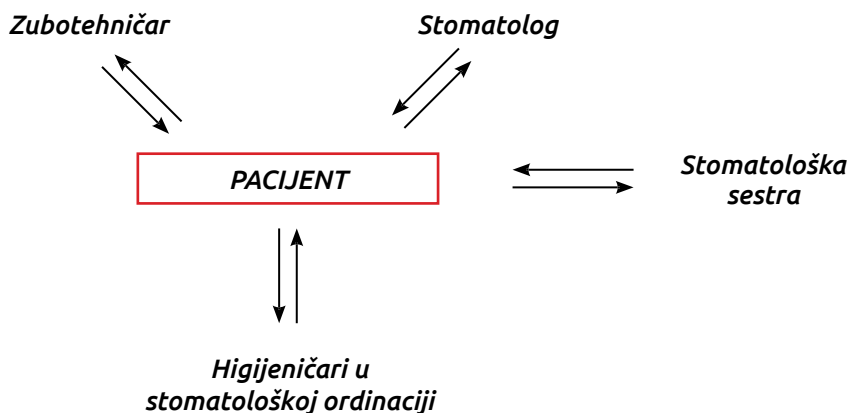 Zubotehničar
Stomatolog
PACIJENT
Stomatološka
sestra
Higijeničari u
stomatološkoj ordinaciji